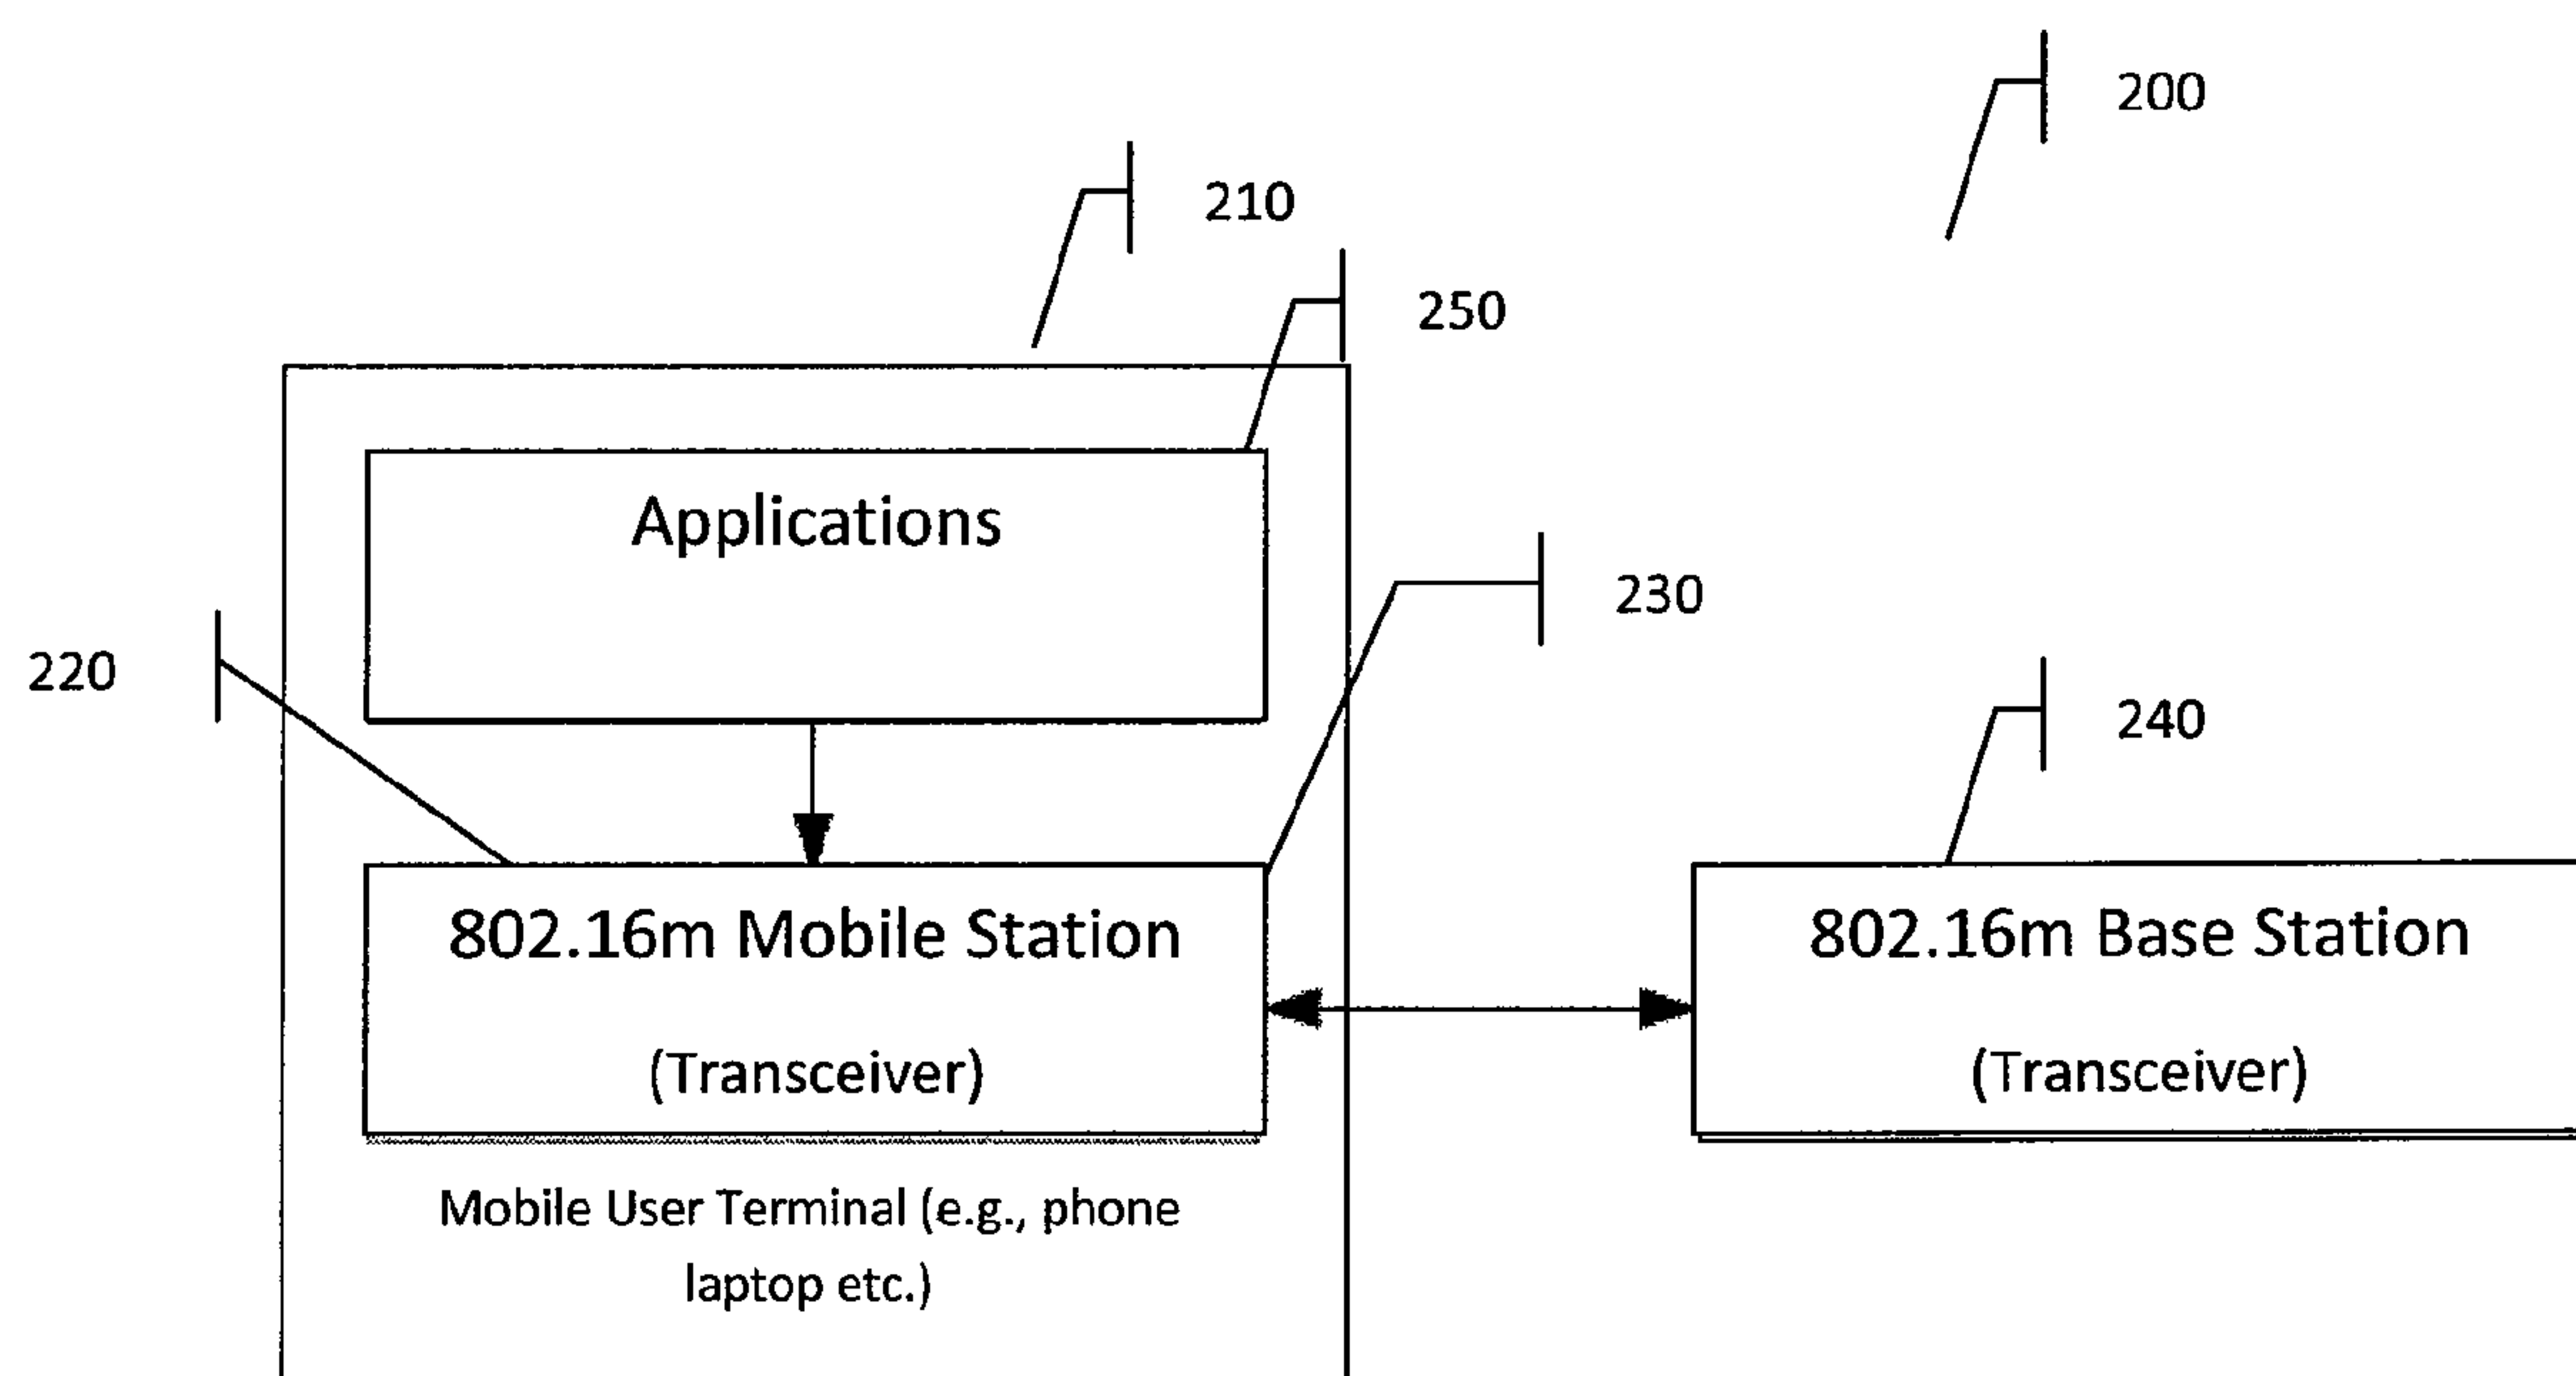 200
210
250
Applications
230
220
240
802.16m Mobile Station
(Transceiver)
802.16m Base Station
(Transceiver)
Mobile User Terminal (e.g., phone
laptop etc.)